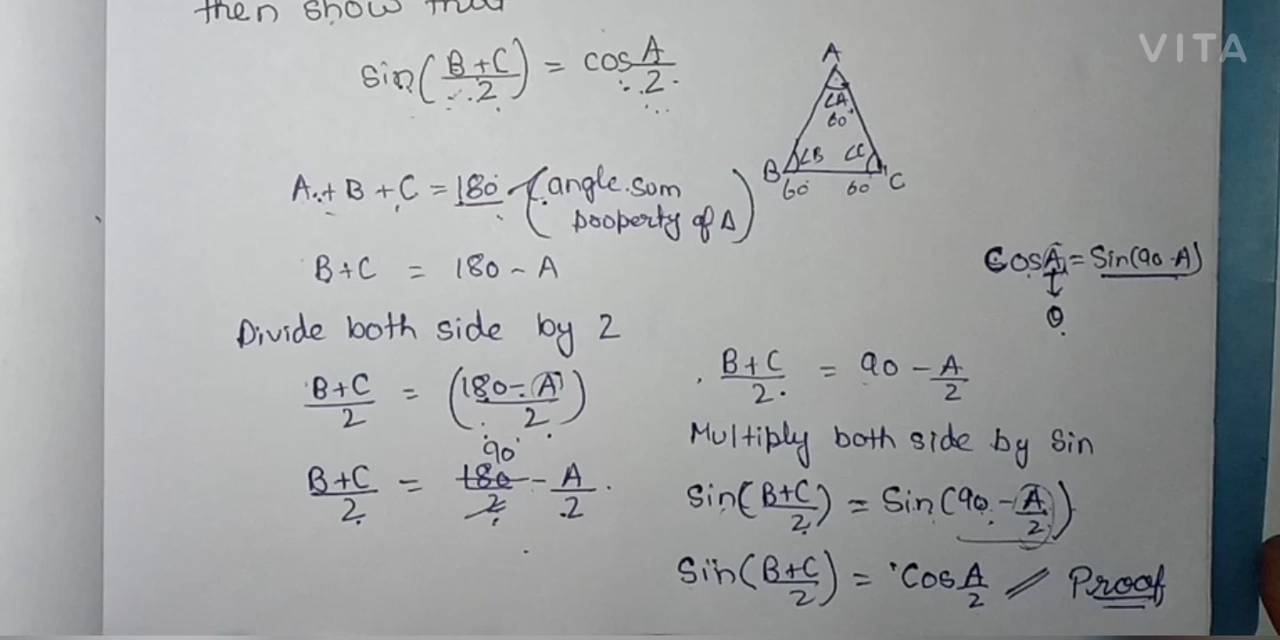 then show that
Sin(B+C/2) = cos A/2
A + B + C = 180 (angle sum
property of Δ)
B+C = 180 - A
Divide both side by 2
B+C/2 = (180-A/2)
90
B+C/2 = 180/2 - A/2
VITA
A
∠A
60°
B ∠B ∠C C
60° 60°
CosA = Sin(90-A)
θ
B+C/2 = 90 - A/2
Multiply both side by Sin
Sin(B+C/2) = Sin(90 - A/2)
Sin(B+C/2) = Cos A/2 // Proof